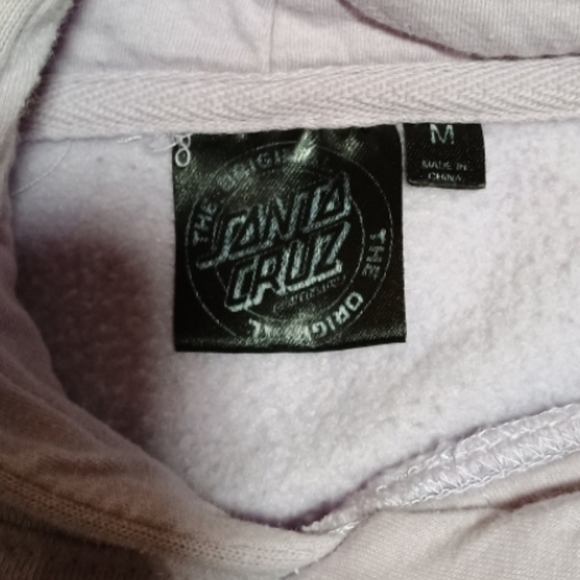 THE ORIGINAL
SANTA
CRUZ
THE ORIGINAL
M
MADE IN
CHINA